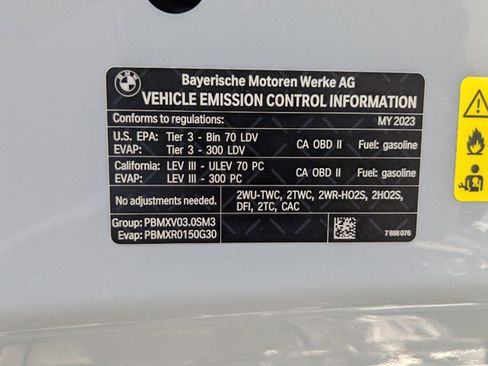 BMW
Bayerische Motoren Werke AG
VEHICLE EMISSION CONTROL INFORMATION
Conforms to regulations: MY 2023
U.S. EPA: Tier 3 - Bin 70 LDV CA OBD II Fuel: gasoline
EVAP: Tier 3 - 300 LDV
California: LEV III - ULEV 70 PC CA OBD II Fuel: gasoline
EVAP: LEV III - 300 PC
No adjustments needed. 2WU-TWC, 2TWC, 2WR-HO2S, 2HO2S,
DFI, 2TC, CAC
Group: PBMXV03.0SM3
Evap: PBMXR0150G30 7 888 076